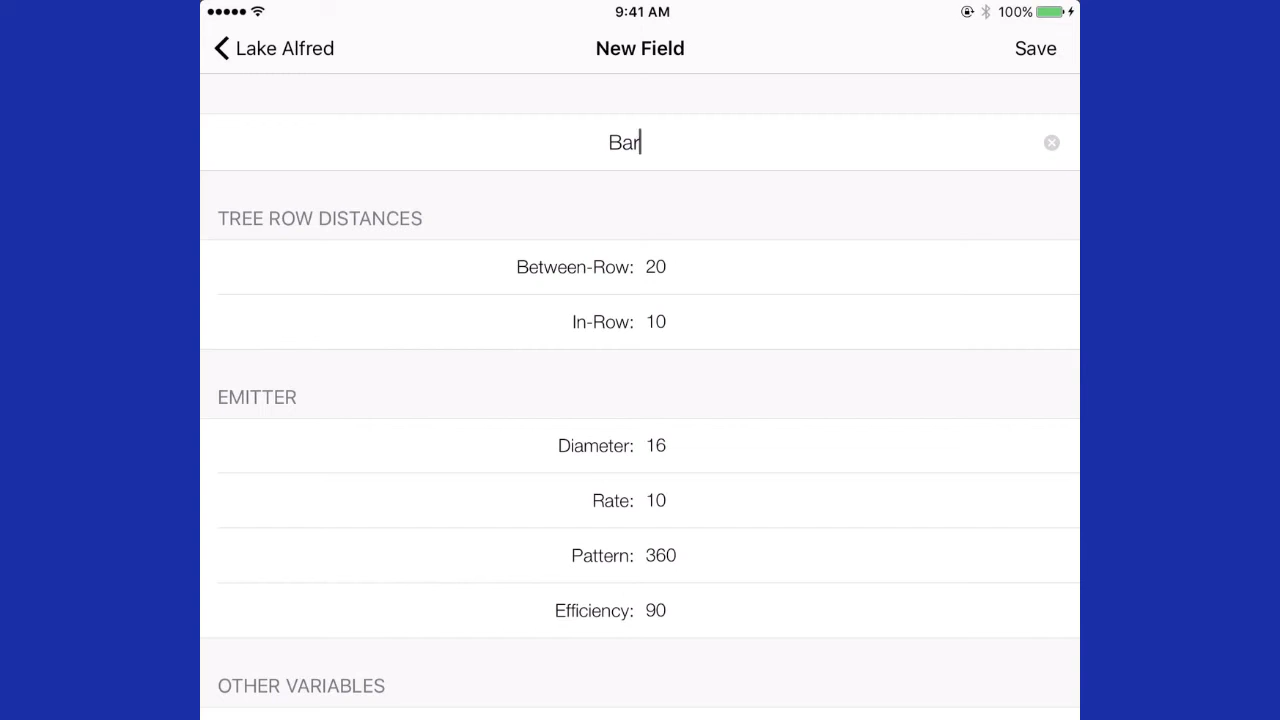 9:41 AM
100%
Lake Alfred
New Field
Save
Bar
TREE ROW DISTANCES
Between-Row: 20
In-Row: 10
EMITTER
Diameter: 16
Rate: 10
Pattern: 360
Efficiency: 90
OTHER VARIABLES